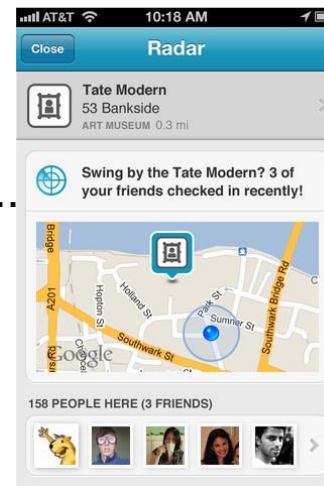 AT&T 10:18 AM
Close Radar
Tate Modern
53 Bankside
ART MUSEUM 0.3 mi
Swing by the Tate Modern? 3 of
your friends checked in recently!
...
Bridge
A201
Hopton St
Holland St
Park St
Sumner St
Southwark St
Southwark Bridge Rd
Google
158 PEOPLE HERE (3 FRIENDS)